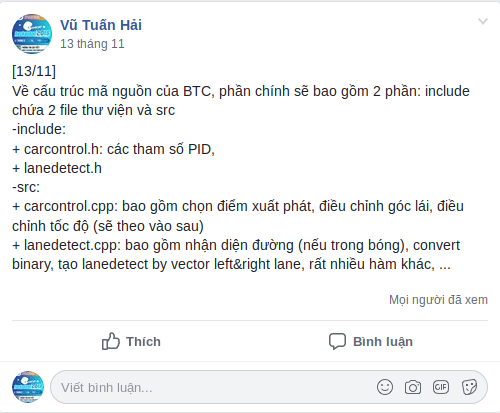 Vũ Tuấn Hải
13 tháng 11
[13/11]
Về cấu trúc mã nguồn của BTC, phần chính sẽ bao gồm 2 phần: include
chứa 2 file thư viện và src
-include:
+ carcontrol.h: các tham số PID,
+ lanedetect.h
-src:
+ carcontrol.cpp: bao gồm chọn điểm xuất phát, điều chỉnh góc lái, điều
chỉnh tốc độ (sẽ theo vào sau)
+ lanedetect.cpp: bao gồm nhận diện đường (nếu trong bóng), convert
binary, tạo lanedetect by vector left&right lane, rất nhiều hàm khác, ...
Mọi người đã xem
Thích
Bình luận
Viết bình luận...
GIF